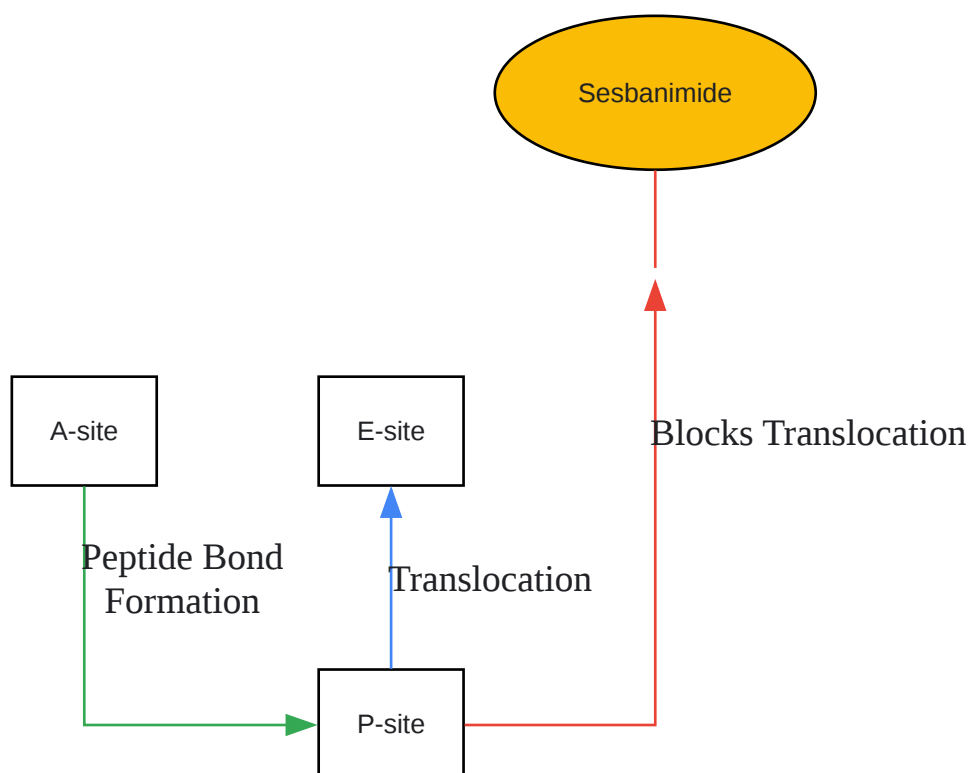 Sesbanimide
A-site
E-site
Blocks Translocation
Peptide Bond
Formation
Translocation
P-site